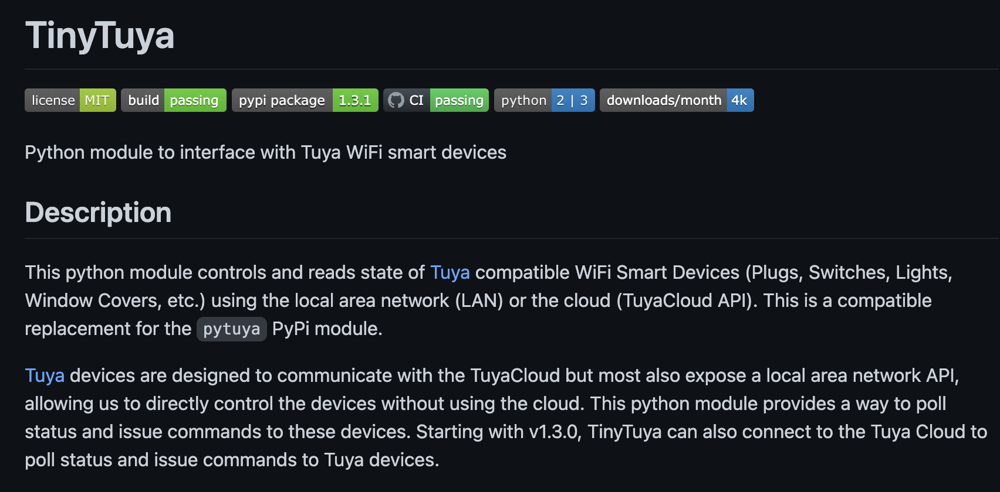 TinyTuya
license MIT build passing pypi package 1.3.1 CI passing python 2 | 3 downloads/month 4k
Python module to interface with Tuya WiFi smart devices
Description
This python module controls and reads state of Tuya compatible WiFi Smart Devices (Plugs, Switches, Lights,
Window Covers, etc.) using the local area network (LAN) or the cloud (TuyaCloud API). This is a compatible
replacement for the pytuya PyPi module.
Tuya devices are designed to communicate with the TuyaCloud but most also expose a local area network API,
allowing us to directly control the devices without using the cloud. This python module provides a way to poll
status and issue commands to these devices. Starting with v1.3.0, TinyTuya can also connect to the Tuya Cloud to
poll status and issue commands to Tuya devices.